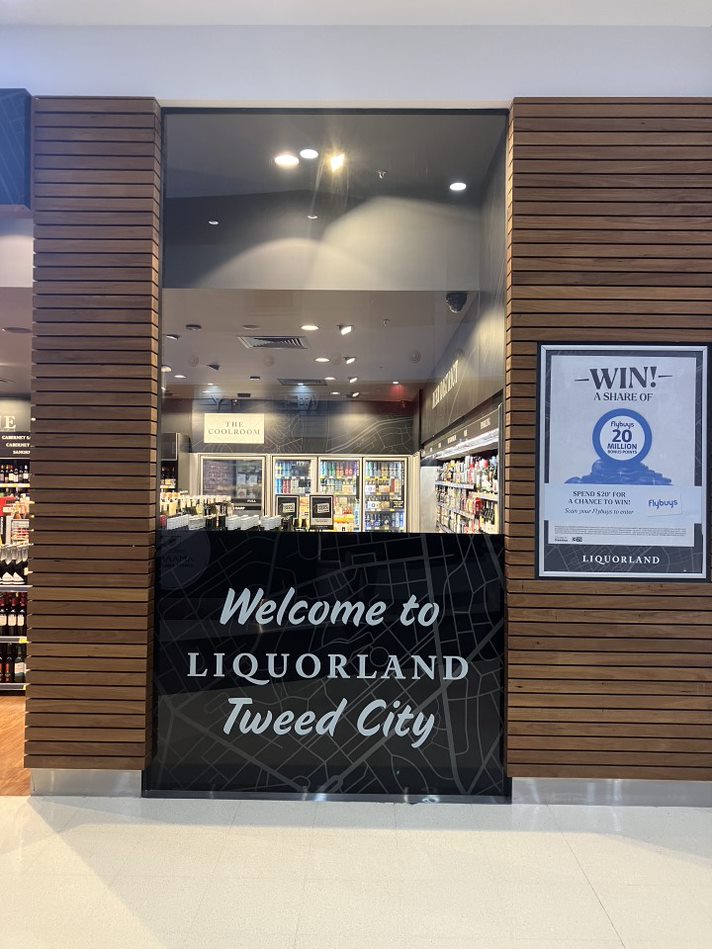 THE
COOLROOM
CABERNET
Welcome to
LIQUORLAND
Tweed City
WIN!
A SHARE OF
flybuys
20
MILLION
BONUS POINTS
SPEND $20* FOR
A CHANCE TO WIN!
Scan your Flybuys to enter
flybuys
LIQUORLAND